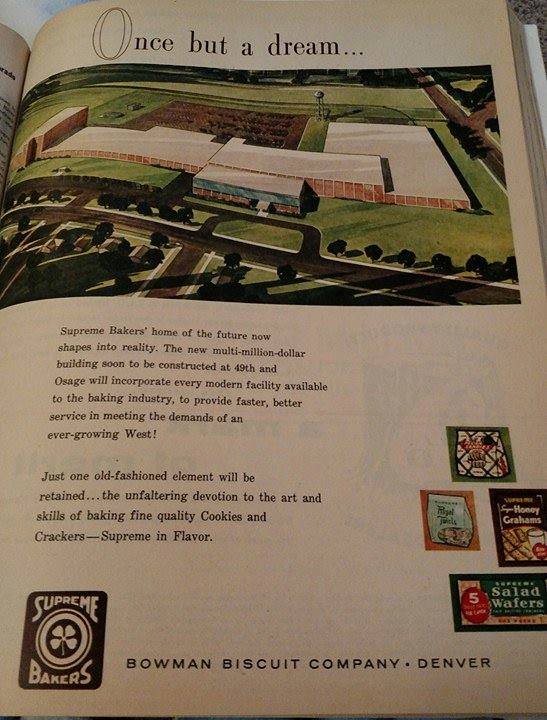 Once but a dream...
Supreme Bakers' home of the future now
shapes into reality. The new multi-million-dollar
building soon to be constructed at 49th and
Osage will incorporate every modern facility available
to the baking industry, to provide faster, better
service in meeting the demands of an
ever-growing West!
Just one old-fashioned element will be
retained...the unfaltering devotion to the art and
skills of baking fine quality Cookies and
Crackers—Supreme in Flavor.
Royal
SUPREME
Honey
Grahams
SUPREME
5
Salad
Wafers
SUPREME
BAKERS
BOWMAN BISCUIT COMPANY • DENVER